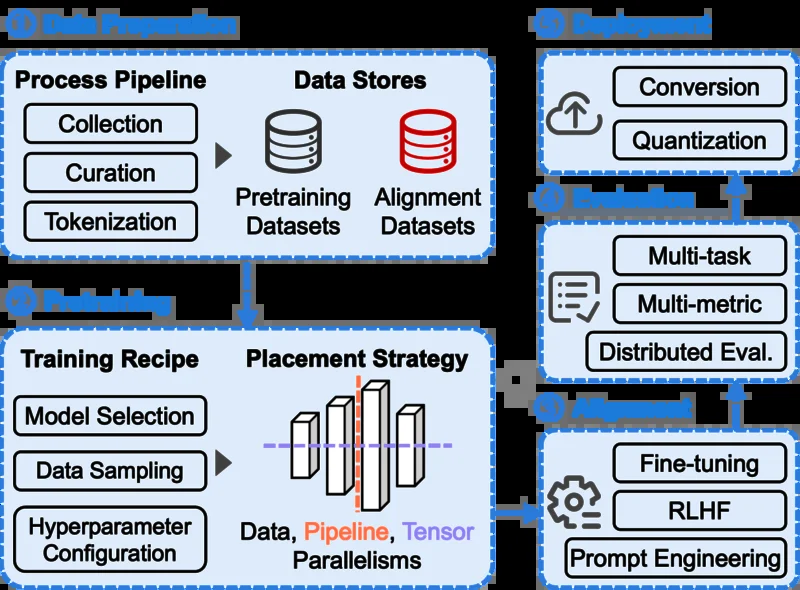 ① Data Preparation
Process Pipeline
Collection
Curation
Tokenization
Data Stores
Pretraining
Datasets
Alignment
Datasets
② Pretraining
Training Recipe
Model Selection
Data Sampling
Hyperparameter
Configuration
Placement Strategy
Data, Pipeline, Tensor
Parallelisms
③ Alignment
Fine-tuning
RLHF
Prompt Engineering
④ Evaluation
Multi-task
Multi-metric
Distributed Eval.
⑤ Deployment
Conversion
Quantization